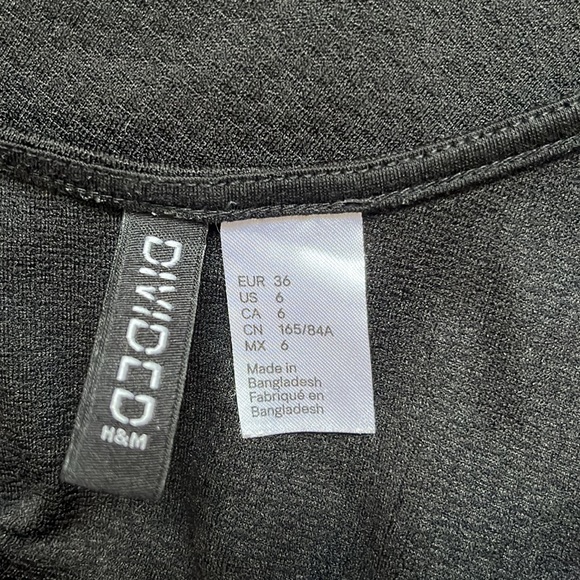 DIVIDED
H&M
EUR 36
US 6
CA 6
CN 165/84A
MX 6
Made in
Bangladesh
Fabriqué en
Bangladesh